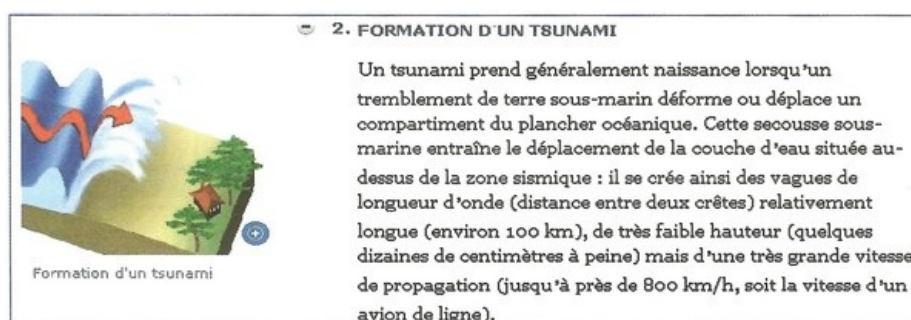 2. FORMATION D'UN TSUNAMI
Un tsunami prend généralement naissance lorsqu'un
tremblement de terre sous-marin déforme ou déplace un
compartiment du plancher océanique. Cette secousse sous-
marine entraîne le déplacement de la couche d'eau située au-
dessus de la zone sismique : il se crée ainsi des vagues de
longueur d'onde (distance entre deux crêtes) relativement
longue (environ 100 km), de très faible hauteur (quelques
dizaines de centimètres à peine) mais d'une très grande vitesse
de propagation (jusqu'à près de 800 km/h, soit la vitesse d'un
avion de ligne).
Formation d'un tsunami